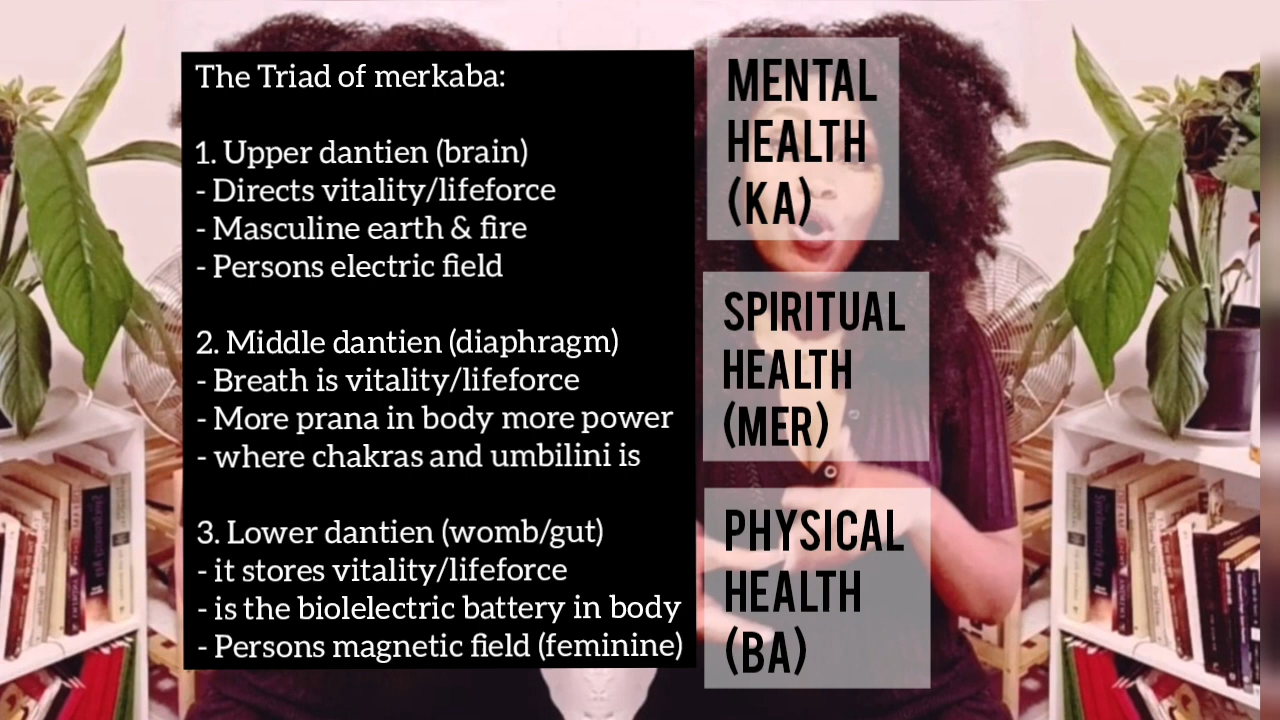 The Triad of merkaba:
1. Upper dantien (brain)
- Directs vitality/lifeforce
- Masculine earth & fire
- Persons electric field
2. Middle dantien (diaphragm)
- Breath is vitality/lifeforce
- More prana in body more power
- where chakras and umbilini is
3. Lower dantien (womb/gut)
- it stores vitality/lifeforce
- is the biolelectric battery in body
- Persons magnetic field (feminine)
MENTAL
HEALTH
(KA)
SPIRITUAL
HEALTH
(MER)
PHYSICAL
HEALTH
(BA)